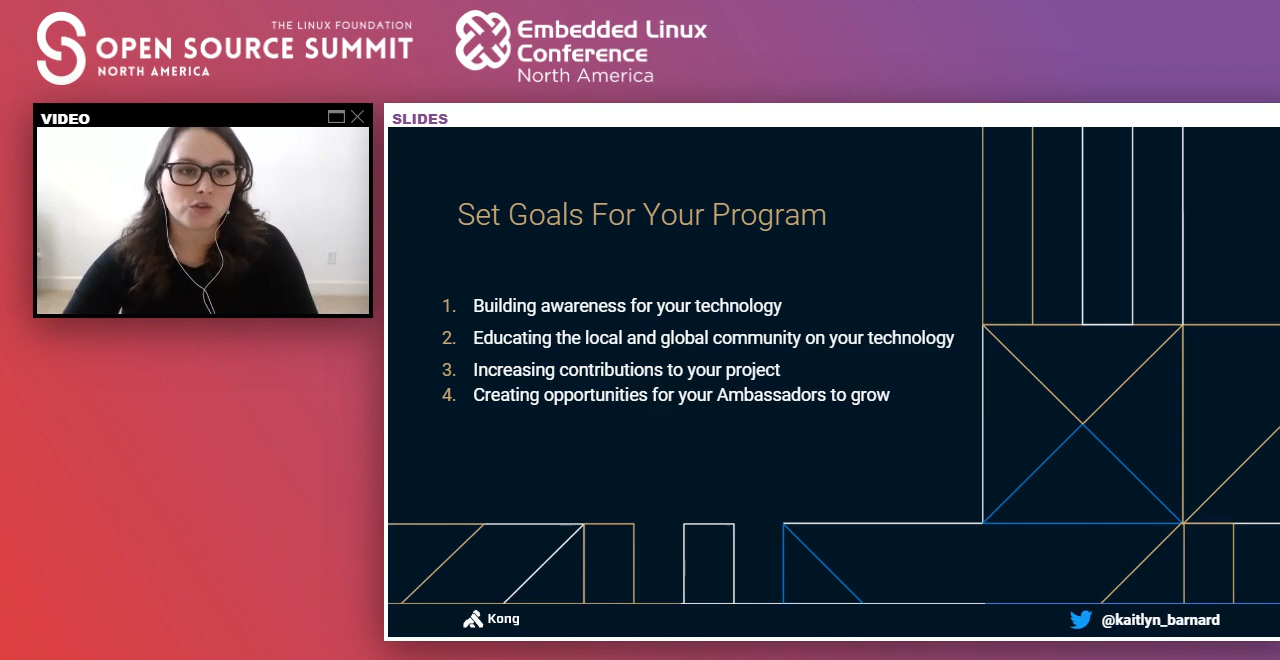 THE LINUX FOUNDATION
OPEN SOURCE SUMMIT
NORTH AMERICA
Embedded Linux
Conference
North America
VIDEO
SLIDES
Set Goals For Your Program
1. Building awareness for your technology
2. Educating the local and global community on your technology
3. Increasing contributions to your project
4. Creating opportunities for your Ambassadors to grow
Kong
@kaitlyn_barnard